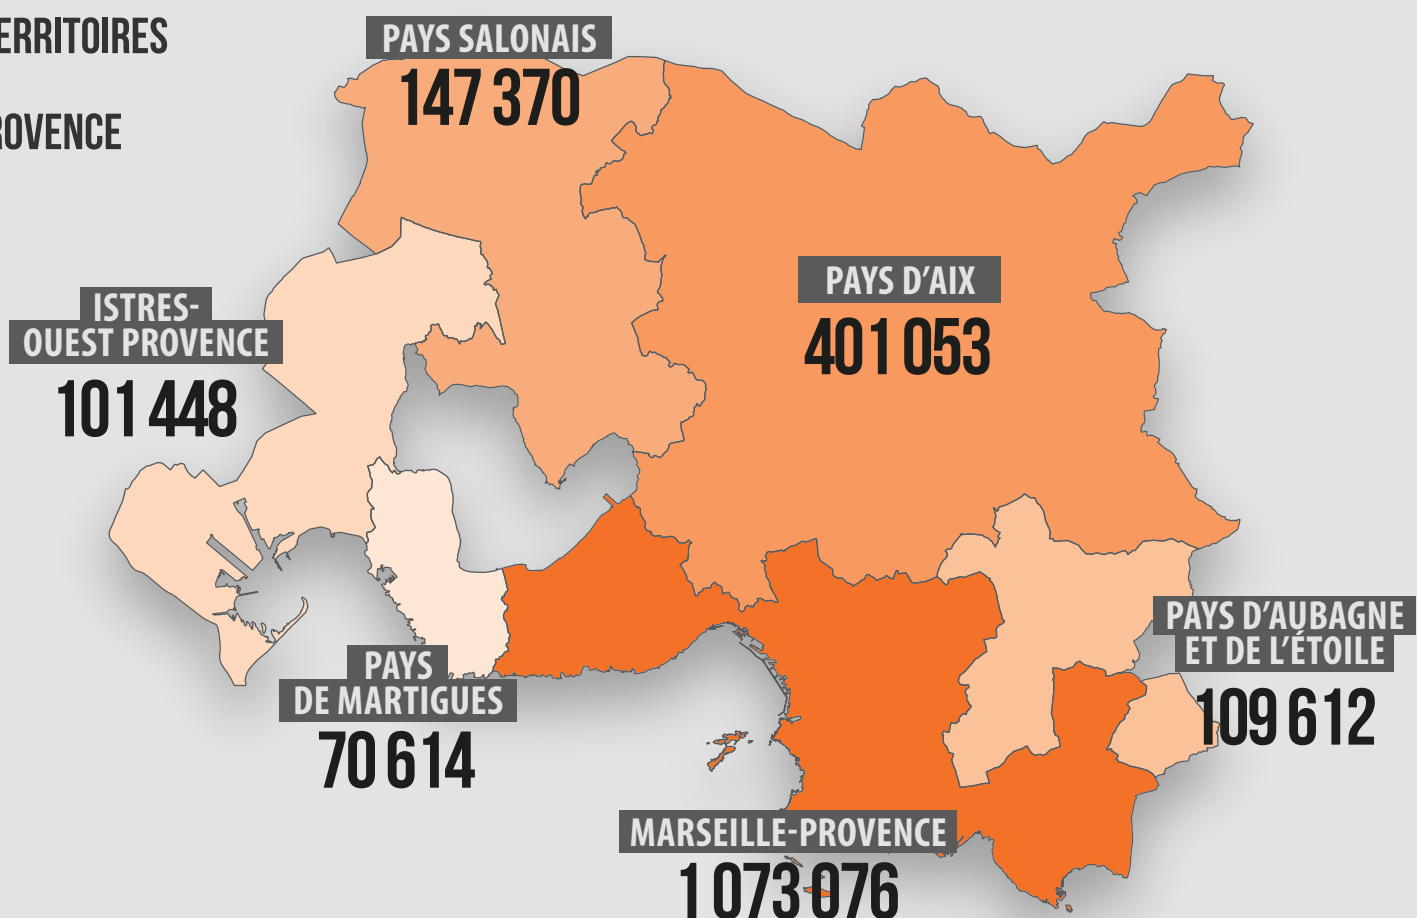 ERRITOIRES
ROVENCE
PAYS SALONAIS
147 370
PAYS D'AIX
401 053
ISTRES-
OUEST PROVENCE
101 448
PAYS D'AUBAGNE
ET DE L'ÉTOILE
109 612
PAYS
DE MARTIGUES
70 614
MARSEILLE-PROVENCE
1 073 076